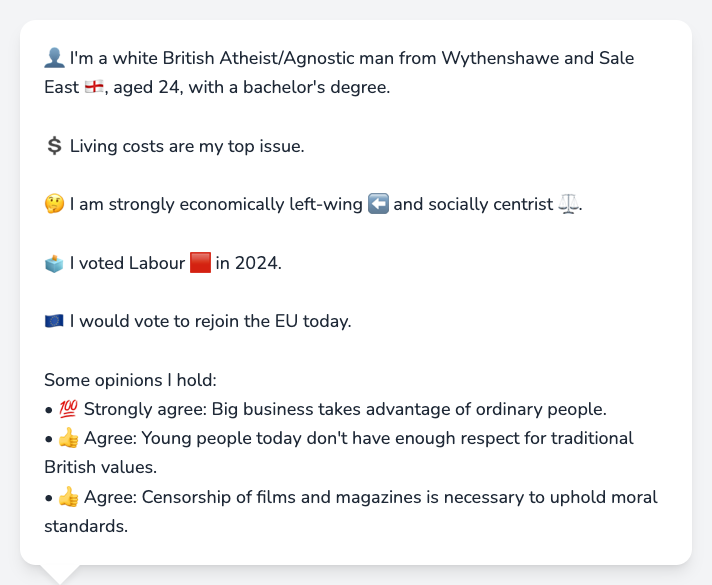 👤 I'm a white British Atheist/Agnostic man from Wythenshawe and Sale
East 🏴󠁧󠁢󠁥󠁮󠁧󠁿, aged 24, with a bachelor's degree.
💲 Living costs are my top issue.
🤔 I am strongly economically left-wing ⬅️ and socially centrist ⚖️.
🗳️ I voted Labour 🟥 in 2024.
🇪🇺 I would vote to rejoin the EU today.
Some opinions I hold:
• 💯 Strongly agree: Big business takes advantage of ordinary people.
• 👍 Agree: Young people today don't have enough respect for traditional
British values.
• 👍 Agree: Censorship of films and magazines is necessary to uphold moral
standards.